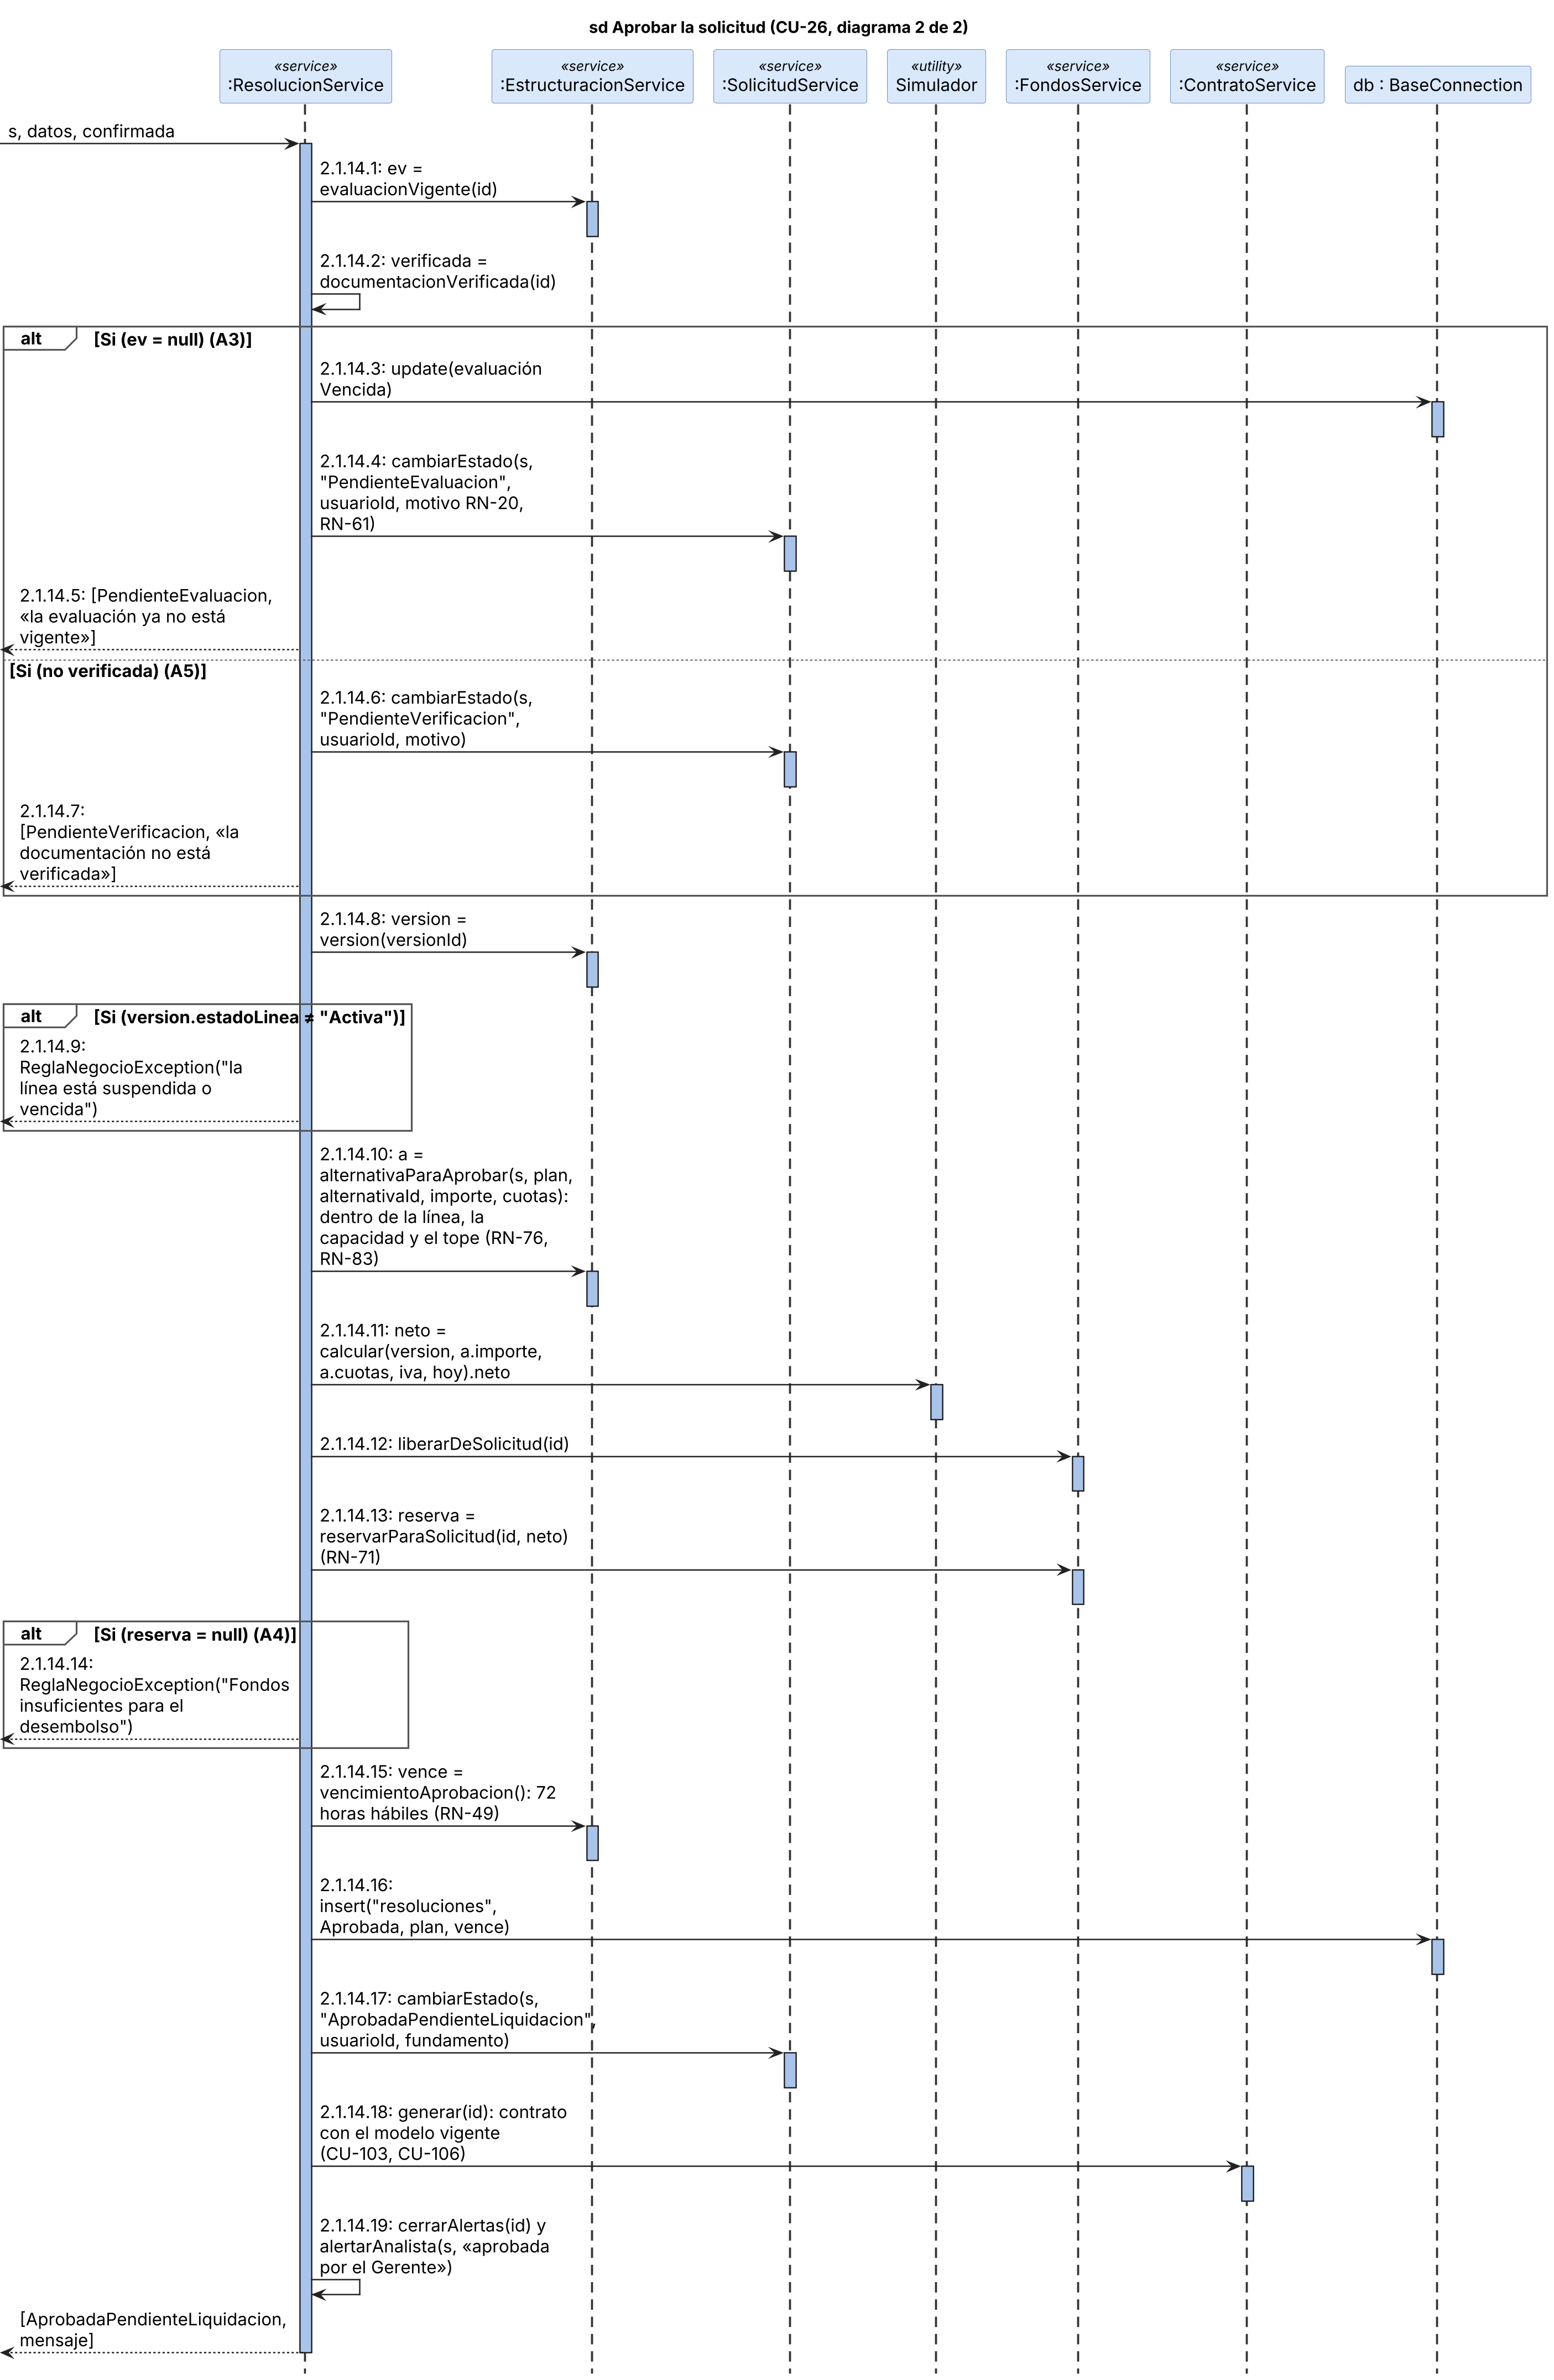 sd Aprobar la solicitud (CU-26, diagrama 2 de 2)
«service»
:ResolucionService
«service»
:EstructuracionService
«service»
:SolicitudService
«utility»
Simulador
«service»
:FondosService
«service»
:ContratoService
db : BaseConnection
s, datos, confirmada
2.1.14.1: ev =
evaluacionVigente(id)
2.1.14.2: verificada =
documentacionVerificada(id)
alt
[Si (ev = null) (A3)]
2.1.14.3: update(evaluación
Vencida)
2.1.14.4: cambiarEstado(s,
"PendienteEvaluacion",
usuarioId, motivo RN-20,
RN-61)
2.1.14.5: [PendienteEvaluacion,
«la evaluación ya no está
vigente»]
[Si (no verificada) (A5)]
2.1.14.6: cambiarEstado(s,
"PendienteVerificacion",
usuarioId, motivo)
2.1.14.7:
[PendienteVerificacion, «la
documentación no está
verificada»]
2.1.14.8: version =
version(versionId)
alt
[Si (version.estadoLinea ≠ "Activa")]
2.1.14.9:
ReglaNegocioException("la
línea está suspendida o
vencida")
2.1.14.10: a =
alternativaParaAprobar(s, plan,
alternativaId, importe, cuotas):
dentro de la línea, la
capacidad y el tope (RN-76,
RN-83)
2.1.14.11: neto =
calcular(version, a.importe,
a.cuotas, iva, hoy).neto
2.1.14.12: liberarDeSolicitud(id)
2.1.14.13: reserva =
reservarParaSolicitud(id, neto)
(RN-71)
alt
[Si (reserva = null) (A4)]
2.1.14.14:
ReglaNegocioException("Fondos
insuficientes para el
desembolso")
2.1.14.15: vence =
vencimientoAprobacion(): 72
horas hábiles (RN-49)
2.1.14.16:
insert("resoluciones",
Aprobada, plan, vence)
2.1.14.17: cambiarEstado(s,
"AprobadaPendienteLiquidacion",
usuarioId, fundamento)
2.1.14.18: generar(id): contrato
con el modelo vigente
(CU-103, CU-106)
2.1.14.19: cerrarAlertas(id) y
alertarAnalista(s, «aprobada
por el Gerente»)
[AprobadaPendienteLiquidacion,
mensaje]